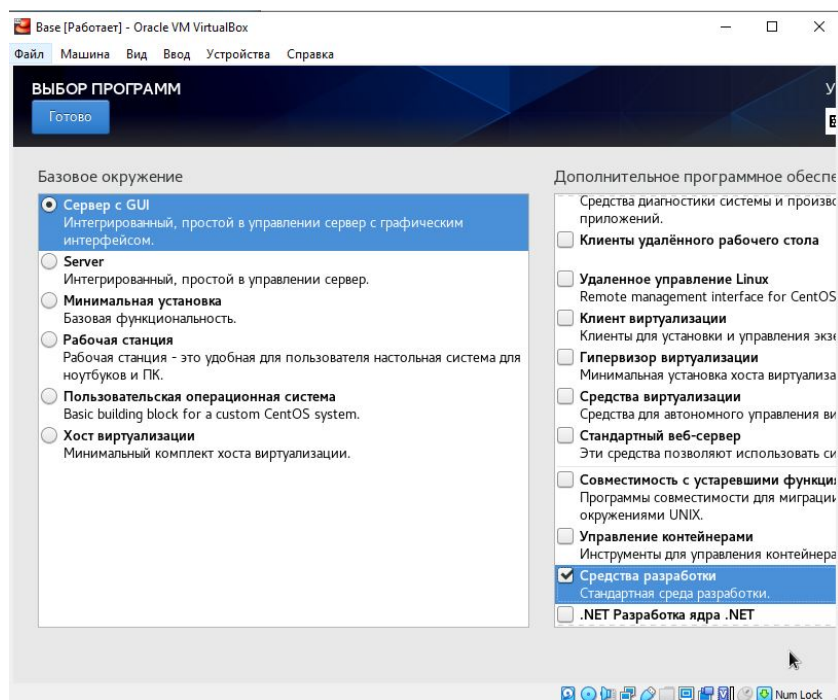 Base [Работает] - Oracle VM VirtualBox
Файл Машина Вид Ввод Устройства Справка
ВЫБОР ПРОГРАММ
У
Готово
Базовое окружение
Сервер с GUI
Интегрированный, простой в управлении сервер с графическим
интерфейсом.
Server
Интегрированный, простой в управлении сервер.
Минимальная установка
Базовая функциональность.
Рабочая станция
Рабочая станция - это удобная для пользователя настольная система для
ноутбуков и ПК.
Пользовательская операционная система
Basic building block for a custom CentOS system.
Хост виртуализации
Минимальный комплект хоста виртуализации.
Дополнительное программное обеспе
Средства диагностики системы и произво
приложений.
Клиенты удалённого рабочего стола
Удаленное управление Linux
Remote management interface for CentOS
Клиент виртуализации
Клиенты для установки и управления экзе
Гипервизор виртуализации
Минимальная установка хоста виртуализа
Средства виртуализации
Средства для автономного управления ви
Стандартный веб-сервер
Эти средства позволяют использовать си
Совместимость с устаревшими функци
Программы совместимости для миграции
окружениями UNIX.
Управление контейнерами
Инструменты для управления контейнера
Средства разработки
Стандартная среда разработки.
.NET Разработка ядра .NET
Num Lock